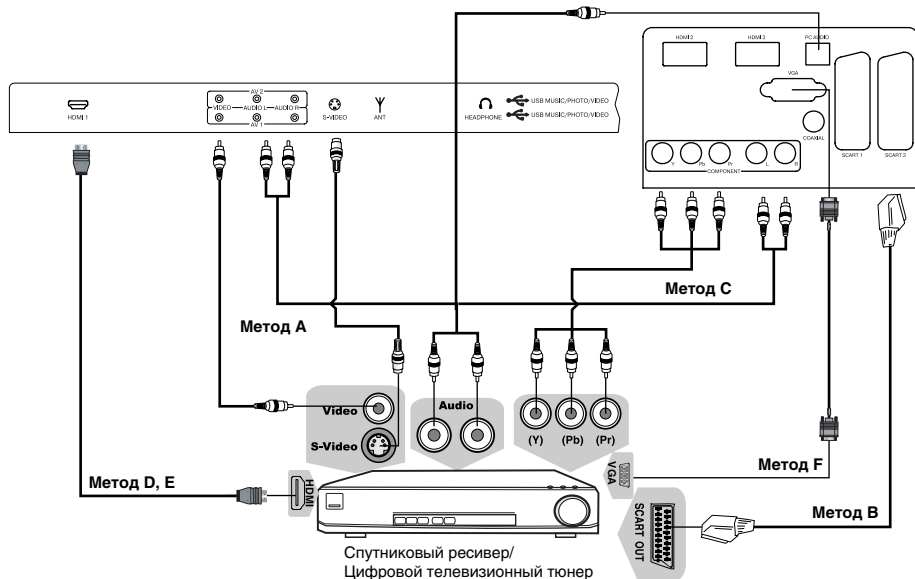 HDMI 2
HDMI 3
PC AUDIO
VGA
AV 2
VIDEO AUDIO L AUDIO R
AV 1
HDMI 1
S-VIDEO
ANT
HEADPHONE
USB MUSIC/PHOTO/VIDEO
USB MUSIC/PHOTO/VIDEO
COAXIAL
SCART 1
SCART 2
Y
Pb
Pr
L
R
COMPONENT
Метод C
Метод A
Video
S-Video
Audio
(Y)
(Pb)
(Pr)
Метод D, E
HDMI
VGA
Метод F
SCART OUT
Метод B
Спутниковый ресивер/
Цифровой телевизионный тюнер